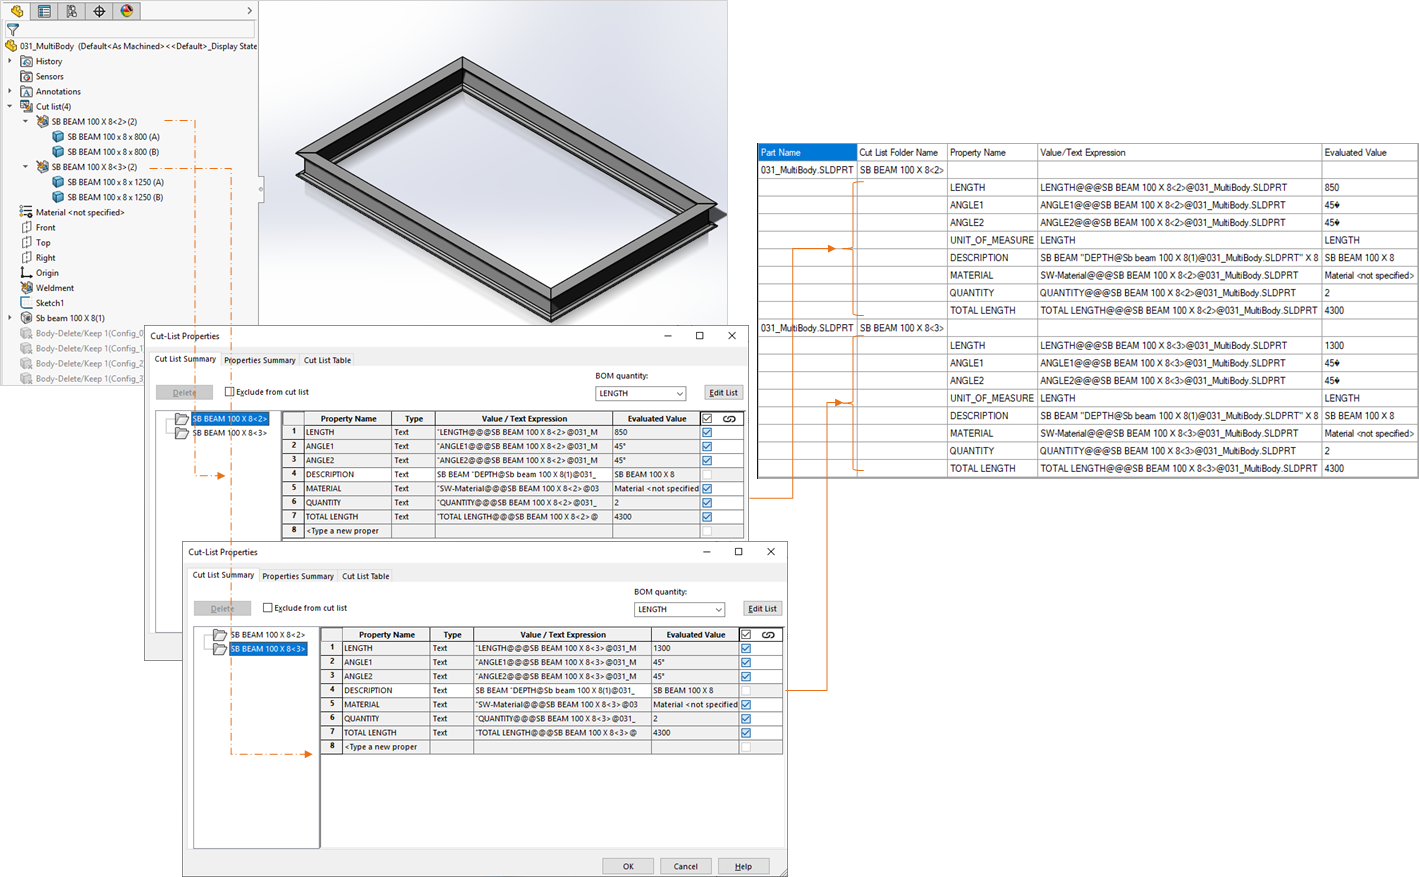 031_MultiBody (Default<As Machined><<Default>_Display State
History
Sensors
Annotations
Cut list(4)
SB BEAM 100 X 8<2> (2)
SB BEAM 100 x 8 x 800 (A)
SB BEAM 100 x 8 x 800 (B)
SB BEAM 100 X 8<3> (2)
SB BEAM 100 x 8 x 1250 (A)
SB BEAM 100 x 8 x 1250 (B)
Material <not specified>
Front
Top
Right
Origin
Weldment
Sketch1
Sb beam 100 X 8(1)
Body-Delete/Keep 1(Config_0
Body-Delete/Keep 1(Config_1
Body-Delete/Keep 1(Config_2
Body-Delete/Keep 1(Config_3
Cut-List Properties
Cut List Summary Properties Summary Cut List Table
BOM quantity:
Delete Exclude from cut list LENGTH Edit List
SB BEAM 100 X 8<2>
SB BEAM 100 X 8<3>
Property Name Type Value / Text Expression Evaluated Value
1 LENGTH Text "LENGTH@@@SB BEAM 100 X 8<2> @031_M 850
2 ANGLE1 Text "ANGLE1@@@SB BEAM 100 X 8<2> @031_M 45°
3 ANGLE2 Text "ANGLE2@@@SB BEAM 100 X 8<2> @031_M 45°
4 DESCRIPTION Text SB BEAM "DEPTH@Sb beam 100 X 8(1)@031_ SB BEAM 100 X 8
5 MATERIAL Text "SW-Material@@@SB BEAM 100 X 8<2> @03 Material <not specified
6 QUANTITY Text "QUANTITY@@@SB BEAM 100 X 8<2> @031_ 2
7 TOTAL LENGTH Text "TOTAL LENGTH@@@SB BEAM 100 X 8<2> @ 4300
8 <Type a new proper
Cut-List Properties
Cut List Summary Properties Summary Cut List Table
BOM quantity:
Delete Exclude from cut list LENGTH Edit List
SB BEAM 100 X 8<2>
SB BEAM 100 X 8<3>
Property Name Type Value / Text Expression Evaluated Value
1 LENGTH Text "LENGTH@@@SB BEAM 100 X 8<3> @031_M 1300
2 ANGLE1 Text "ANGLE1@@@SB BEAM 100 X 8<3> @031_M 45°
3 ANGLE2 Text "ANGLE2@@@SB BEAM 100 X 8<3> @031_M 45°
4 DESCRIPTION Text SB BEAM "DEPTH@Sb beam 100 X 8(1)@031_ SB BEAM 100 X 8
5 MATERIAL Text "SW-Material@@@SB BEAM 100 X 8<3> @03 Material <not specified
6 QUANTITY Text "QUANTITY@@@SB BEAM 100 X 8<3> @031_ 2
7 TOTAL LENGTH Text "TOTAL LENGTH@@@SB BEAM 100 X 8<3> @ 4300
8 <Type a new proper
OK Cancel Help
Part Name Cut List Folder Name Property Name Value/Text Expression Evaluated Value
031_MultiBody.SLDPRT SB BEAM 100 X 8<2>
LENGTH LENGTH@@@SB BEAM 100 X 8<2>@031_MultiBody.SLDPRT 850
ANGLE1 ANGLE1@@@SB BEAM 100 X 8<2>@031_MultiBody.SLDPRT 45�
ANGLE2 ANGLE2@@@SB BEAM 100 X 8<2>@031_MultiBody.SLDPRT 45�
UNIT_OF_MEASURE LENGTH LENGTH
DESCRIPTION SB BEAM "DEPTH@Sb beam 100 X 8(1)@031_MultiBody.SLDPRT" X 8 SB BEAM 100 X 8
MATERIAL SW-Material@@@SB BEAM 100 X 8<2>@031_MultiBody.SLDPRT Material <not specified>
QUANTITY QUANTITY@@@SB BEAM 100 X 8<2>@031_MultiBody.SLDPRT 2
TOTAL LENGTH TOTAL LENGTH@@@SB BEAM 100 X 8<2>@031_MultiBody.SLDPRT 4300
031_MultiBody.SLDPRT SB BEAM 100 X 8<3>
LENGTH LENGTH@@@SB BEAM 100 X 8<3>@031_MultiBody.SLDPRT 1300
ANGLE1 ANGLE1@@@SB BEAM 100 X 8<3>@031_MultiBody.SLDPRT 45�
ANGLE2 ANGLE2@@@SB BEAM 100 X 8<3>@031_MultiBody.SLDPRT 45�
UNIT_OF_MEASURE LENGTH LENGTH
DESCRIPTION SB BEAM "DEPTH@Sb beam 100 X 8(1)@031_MultiBody.SLDPRT" X 8 SB BEAM 100 X 8
MATERIAL SW-Material@@@SB BEAM 100 X 8<3>@031_MultiBody.SLDPRT Material <not specified>
QUANTITY QUANTITY@@@SB BEAM 100 X 8<3>@031_MultiBody.SLDPRT 2
TOTAL LENGTH TOTAL LENGTH@@@SB BEAM 100 X 8<3>@031_MultiBody.SLDPRT 4300